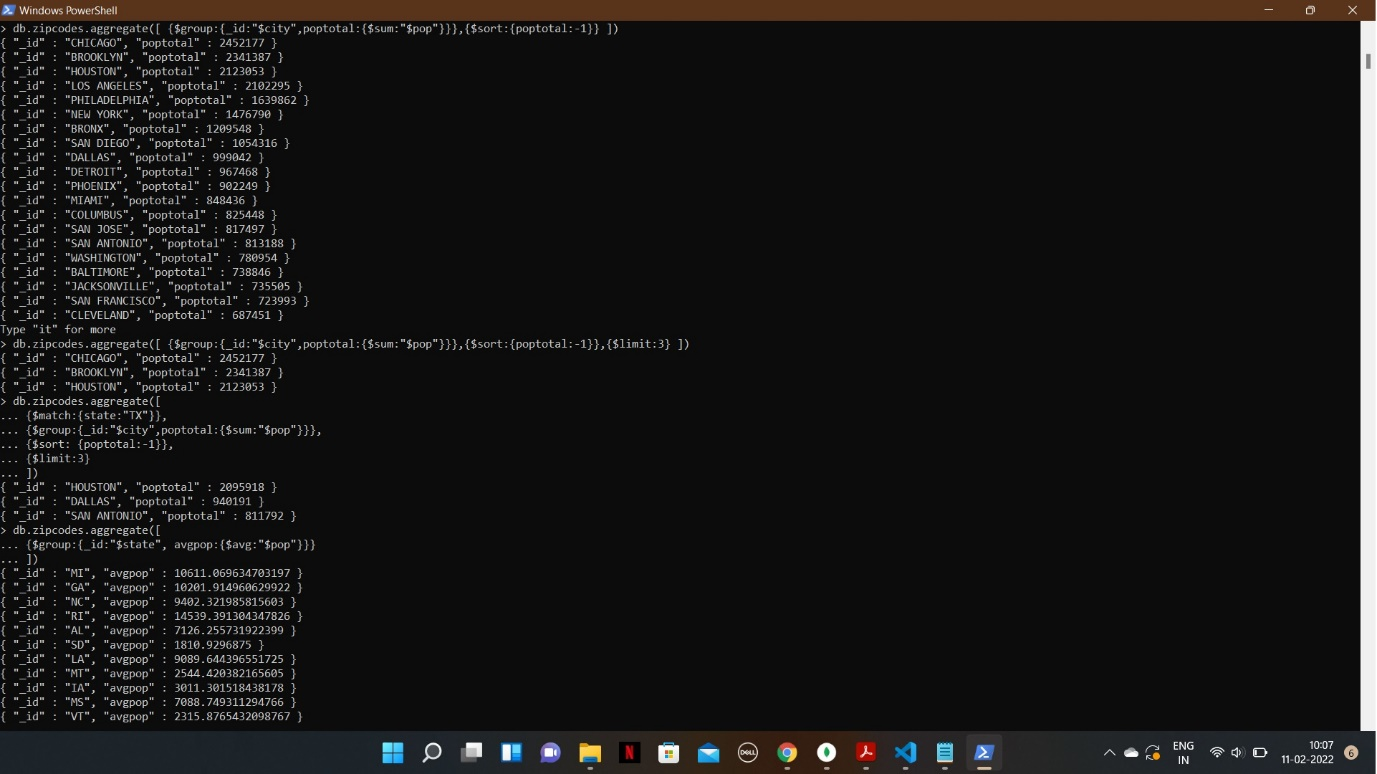 Windows PowerShell
> db.zipcodes.aggregate([ {$group:{_id:"$city",poptotal:{$sum:"$pop"}}},{$sort:{poptotal:-1}} ])
{ "_id" : "CHICAGO", "poptotal" : 2452177 }
{ "_id" : "BROOKLYN", "poptotal" : 2341387 }
{ "_id" : "HOUSTON", "poptotal" : 2123053 }
{ "_id" : "LOS ANGELES", "poptotal" : 2102295 }
{ "_id" : "PHILADELPHIA", "poptotal" : 1639862 }
{ "_id" : "NEW YORK", "poptotal" : 1476790 }
{ "_id" : "BRONX", "poptotal" : 1209548 }
{ "_id" : "SAN DIEGO", "poptotal" : 1054316 }
{ "_id" : "DALLAS", "poptotal" : 999042 }
{ "_id" : "DETROIT", "poptotal" : 967468 }
{ "_id" : "PHOENIX", "poptotal" : 902249 }
{ "_id" : "MIAMI", "poptotal" : 848436 }
{ "_id" : "COLUMBUS", "poptotal" : 825448 }
{ "_id" : "SAN JOSE", "poptotal" : 817497 }
{ "_id" : "SAN ANTONIO", "poptotal" : 813188 }
{ "_id" : "WASHINGTON", "poptotal" : 780954 }
{ "_id" : "BALTIMORE", "poptotal" : 738846 }
{ "_id" : "JACKSONVILLE", "poptotal" : 735505 }
{ "_id" : "SAN FRANCISCO", "poptotal" : 723993 }
{ "_id" : "CLEVELAND", "poptotal" : 687451 }
Type "it" for more
> db.zipcodes.aggregate([ {$group:{_id:"$city",poptotal:{$sum:"$pop"}}},{$sort:{poptotal:-1}},{$limit:3} ])
{ "_id" : "CHICAGO", "poptotal" : 2452177 }
{ "_id" : "BROOKLYN", "poptotal" : 2341387 }
{ "_id" : "HOUSTON", "poptotal" : 2123053 }
> db.zipcodes.aggregate([
... {$match:{state:"TX"}},
... {$group:{_id:"$city",poptotal:{$sum:"$pop"}}},
... {$sort: {poptotal:-1}},
... {$limit:3}
... ])
{ "_id" : "HOUSTON", "poptotal" : 2095918 }
{ "_id" : "DALLAS", "poptotal" : 940191 }
{ "_id" : "SAN ANTONIO", "poptotal" : 811792 }
> db.zipcodes.aggregate([
... {$group:{_id:"$state", avgpop:{$avg:"$pop"}}}
... ])
{ "_id" : "MI", "avgpop" : 10611.069634703197 }
{ "_id" : "GA", "avgpop" : 10201.914960629922 }
{ "_id" : "NC", "avgpop" : 9402.321985815603 }
{ "_id" : "RI", "avgpop" : 14539.391304347826 }
{ "_id" : "AL", "avgpop" : 7126.255731922399 }
{ "_id" : "SD", "avgpop" : 1810.9296875 }
{ "_id" : "LA", "avgpop" : 9089.644396551725 }
{ "_id" : "MT", "avgpop" : 2544.420382165605 }
{ "_id" : "IA", "avgpop" : 3011.301518438178 }
{ "_id" : "MS", "avgpop" : 7088.749311294766 }
{ "_id" : "VT", "avgpop" : 2315.8765432098767 }
DELL
ENG
IN
10:07
11-02-2022
6